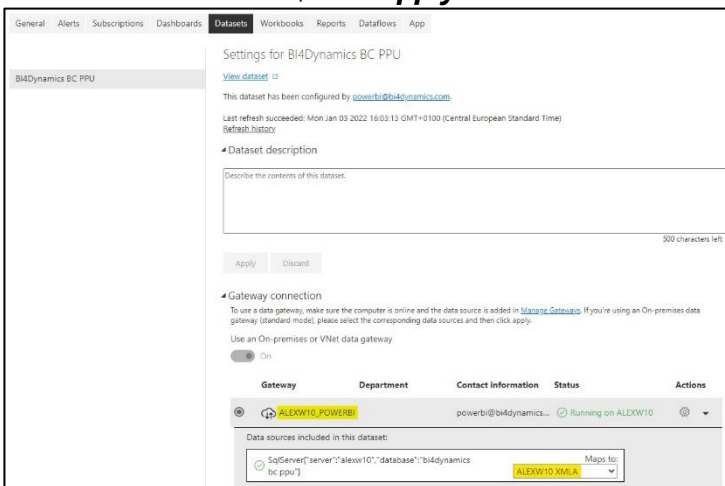 Apply
General Alerts Subscriptions Dashboards Datasets Workbooks Reports Dataflows App
Settings for BI4Dynamics BC PPU
BI4Dynamics BC PPU
View dataset
This dataset has been configured by powerbi@bi4dynamics.com.
Last refresh succeeded: Mon Jan 03 2022 16:03:13 GMT+0100 (Central European Standard Time)
Refresh history
Dataset description
Describe the contents of this dataset.
500 characters left
Apply Discard
Gateway connection
To use a data gateway, make sure the computer is online and the data source is added in Manage Gateways. If you're using an On-premises data
gateway (standard mode), please select the corresponding data sources and then click apply.
Use an On-premises or VNet data gateway
On
Gateway Department Contact information Status Actions
ALEXW10_POWERBI powerbi@bi4dynamics... Running on ALEXW10
Data sources included in this dataset:
SqlServer{"server":"alexw10","database":"bi4dynamics Maps to:
bc ppu"} ALEXW10 XMLA